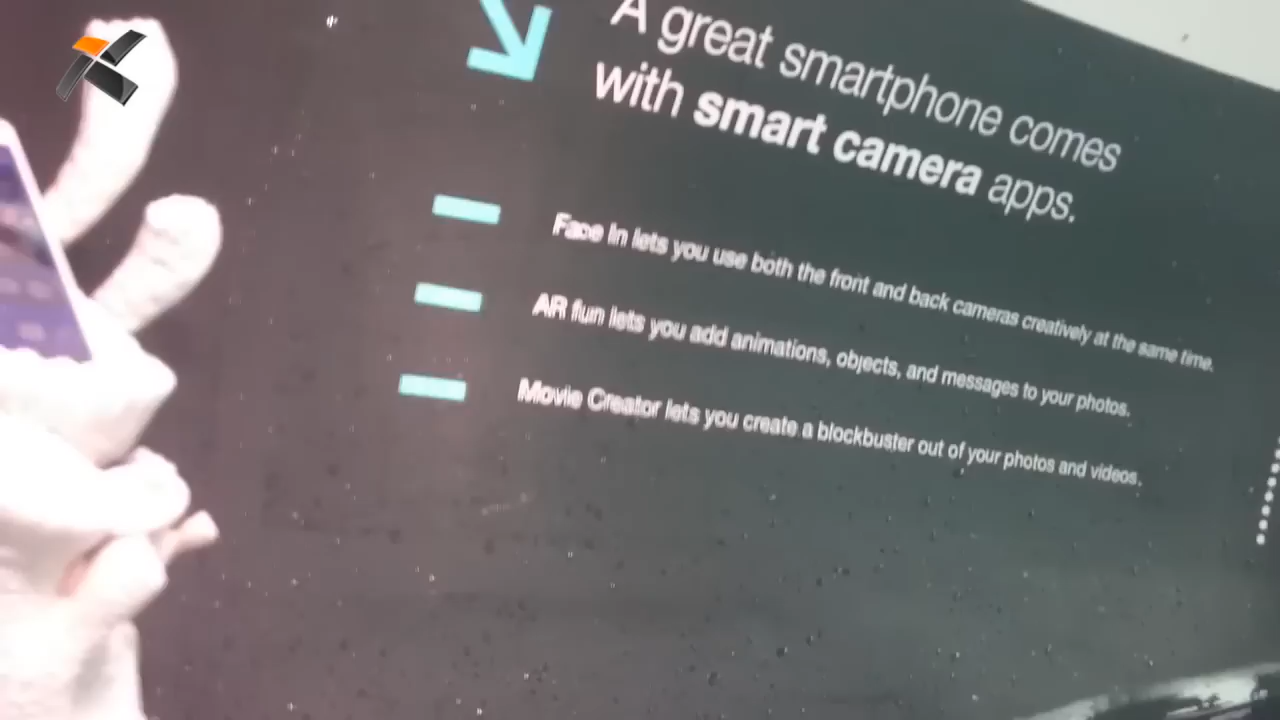 A great smartphone comes
with smart camera apps.
Face In lets you use both the front and back cameras creatively at the same time.
AR fun lets you add animations, objects, and messages to your photos.
Movie Creator lets you create a blockbuster out of your photos and videos.